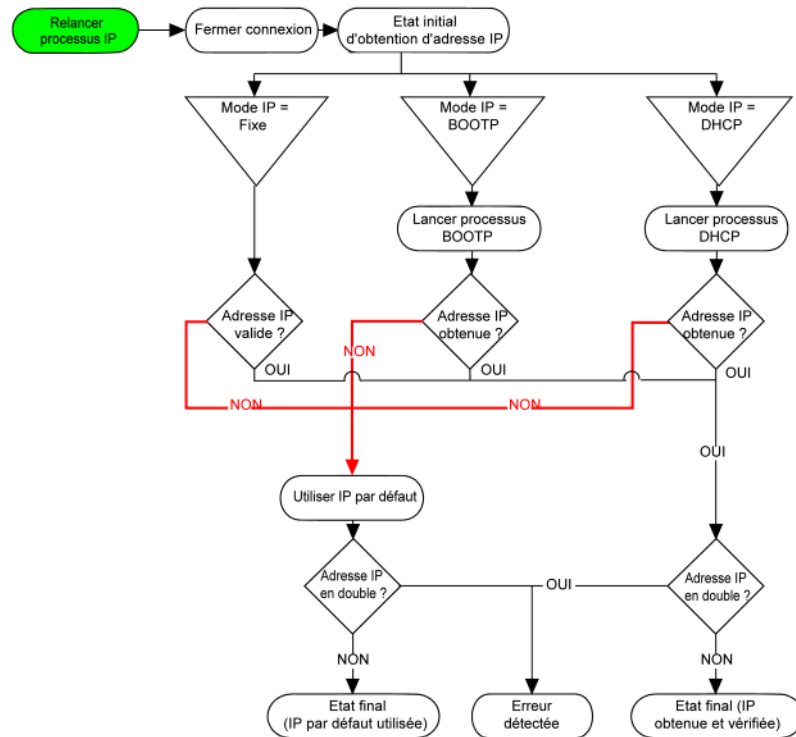 Relancer
processus IP
Fermer connexion
Etat initial
d'obtention d'adresse IP
Mode IP =
Fixe
Mode IP =
BOOTP
Mode IP =
DHCP
Lancer processus
BOOTP
Lancer processus
DHCP
Adresse IP
valide ?
Adresse IP
obtenue ?
Adresse IP
obtenue ?
NON
OUI
OUI
OUI
NON
NON
OUI
Utiliser IP par défaut
Adresse IP
en double ?
OUI
Adresse IP
en double ?
NON
NON
Etat final
(IP par défaut utilisée)
Erreur
détectée
Etat final (IP
obtenue et vérifiée)